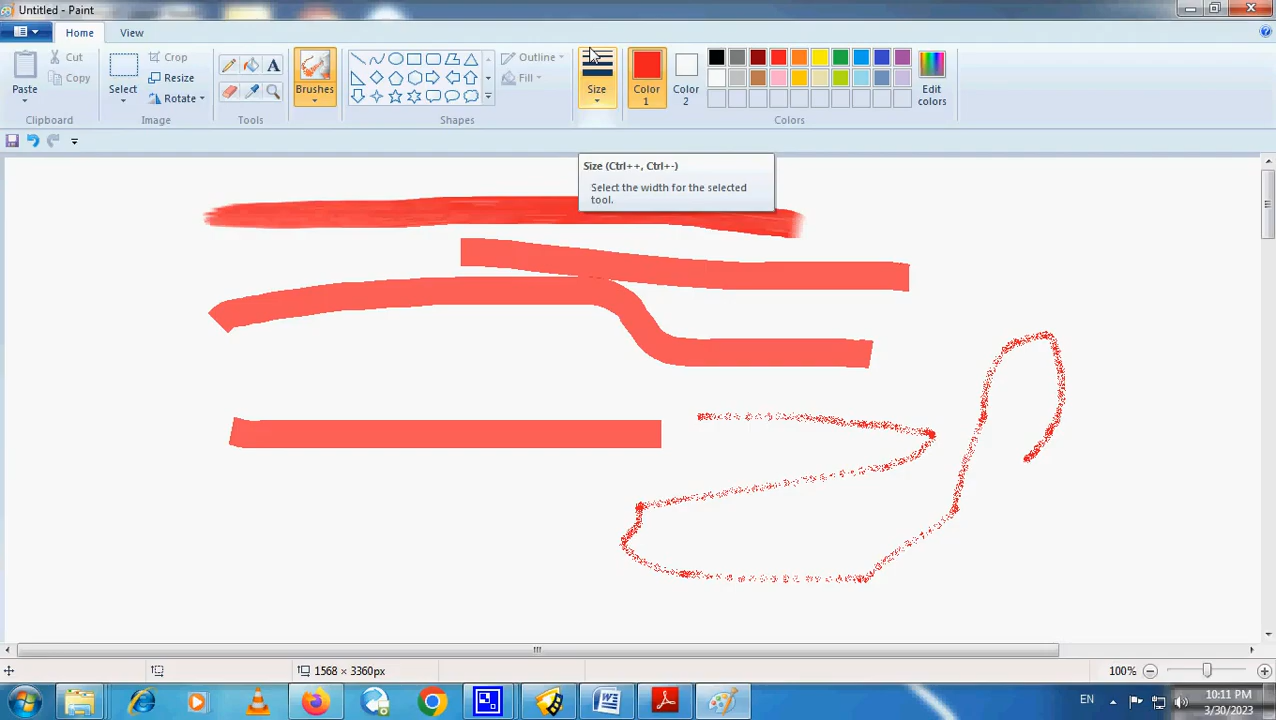 Untitled - Paint
Home
View
Paste
Cut
Copy
Clipboard
Select
Crop
Resize
Rotate
Image
A
Tools
Brushes
Outline
Fill
Shapes
Size
Color
1
Color
2
Edit
colors
Colors
Size (Ctrl++, Ctrl+-)
Select the width for the selected
tool.
1568 × 3360px
100%
W
EN
10:11 PM
3/30/2023